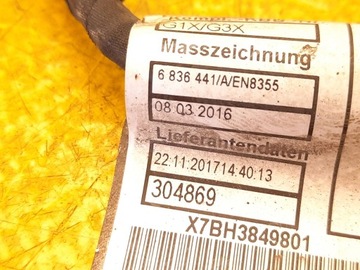 G1X/G3X
Masszeichnung
6 836 441/A/EN8355
08 03 2016
Lieferantendaten
22.11.201714:40:13
304869
X7BH3849801